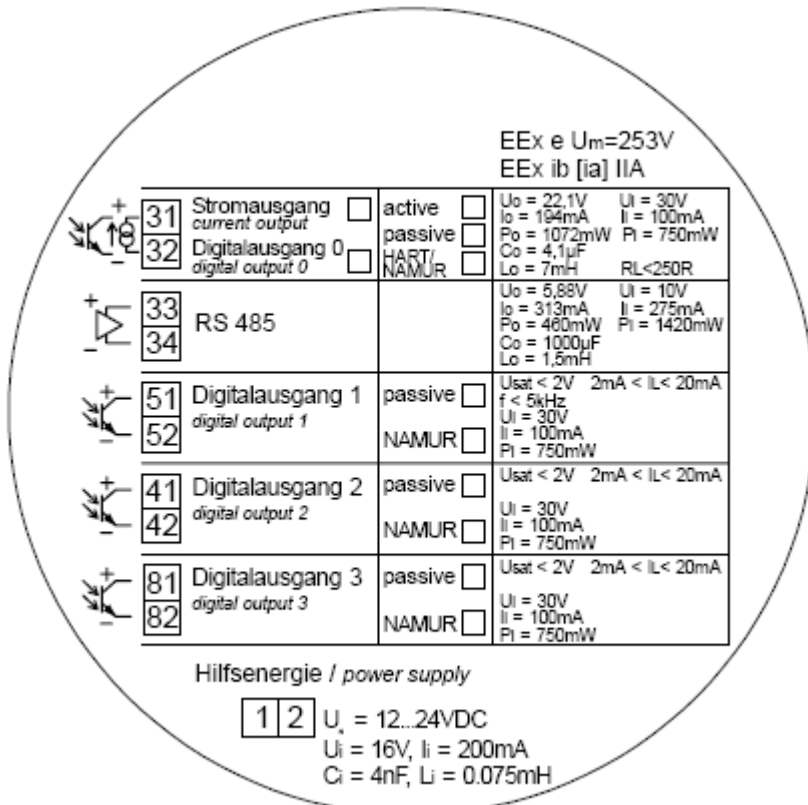 EEx e Um=253V
EEx ib [ia] IIA
+ 31 Stromausgang active Uo = 22,1V Ui = 30V
current output Io = 194mA Ii = 100mA
passive Po = 1072mW Pi = 750mW
- 32 Digitalausgang 0 HART/ Co = 4,1µF
digital output 0 NAMUR Lo = 7mH RL<250R
+ 33 RS 485 Uo = 5,88V Ui = 10V
Io = 313mA Ii = 275mA
- 34 Po = 460mW Pi = 1420mW
Co = 1000µF
Lo = 1,5mH
+ 51 Digitalausgang 1 passive Usat < 2V 2mA < IL< 20mA
digital output 1 f < 5kHz
Ui = 30V
- 52 NAMUR Ii = 100mA
Pi = 750mW
+ 41 Digitalausgang 2 passive Usat < 2V 2mA < IL< 20mA
digital output 2 Ui = 30V
- 42 NAMUR Ii = 100mA
Pi = 750mW
+ 81 Digitalausgang 3 passive Usat < 2V 2mA < IL< 20mA
digital output 3 Ui = 30V
- 82 NAMUR Ii = 100mA
Pi = 750mW
Hilfsenergie / power supply
1 2 U = 12...24VDC
Ui = 16V, Ii = 200mA
Ci = 4nF, Li = 0.075mH